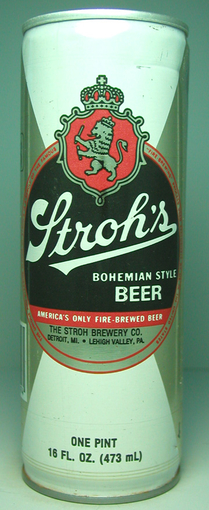 Stroh's
BOHEMIAN STYLE
BEER
AMERICA'S ONLY FIRE-BREWED BEER
THE STROH BREWERY CO.
DETROIT, MI. • LEHIGH VALLEY, PA.
ONE PINT
16 FL. OZ. (473 mL)